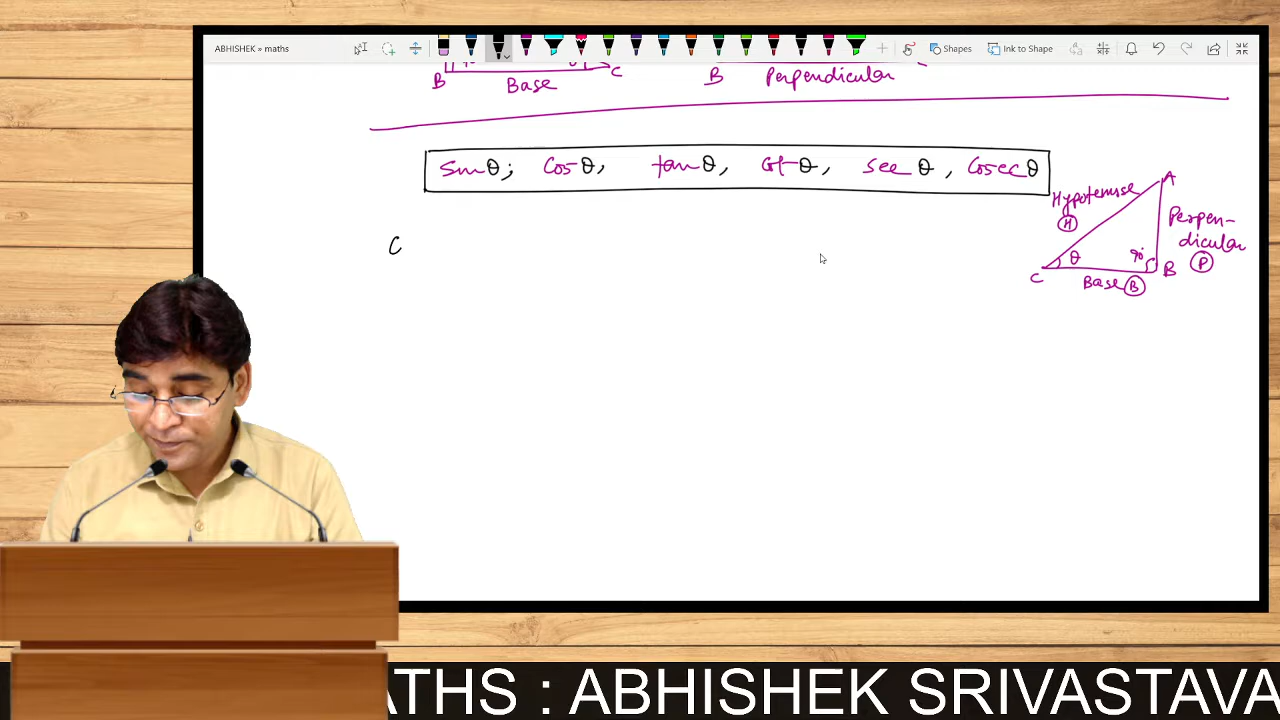 ABHISHEK » maths
Shapes
Ink to Shape
B
Base
C
B
Perpendicular
Sin θ; Cos θ, tan θ, cot θ, sec θ, Cosec θ
A
Hypotenuse
H
Perpen-
dicular
P
θ
90°
C
Base B
B
C
ATHS : ABHISHEK SRIVASTAVA